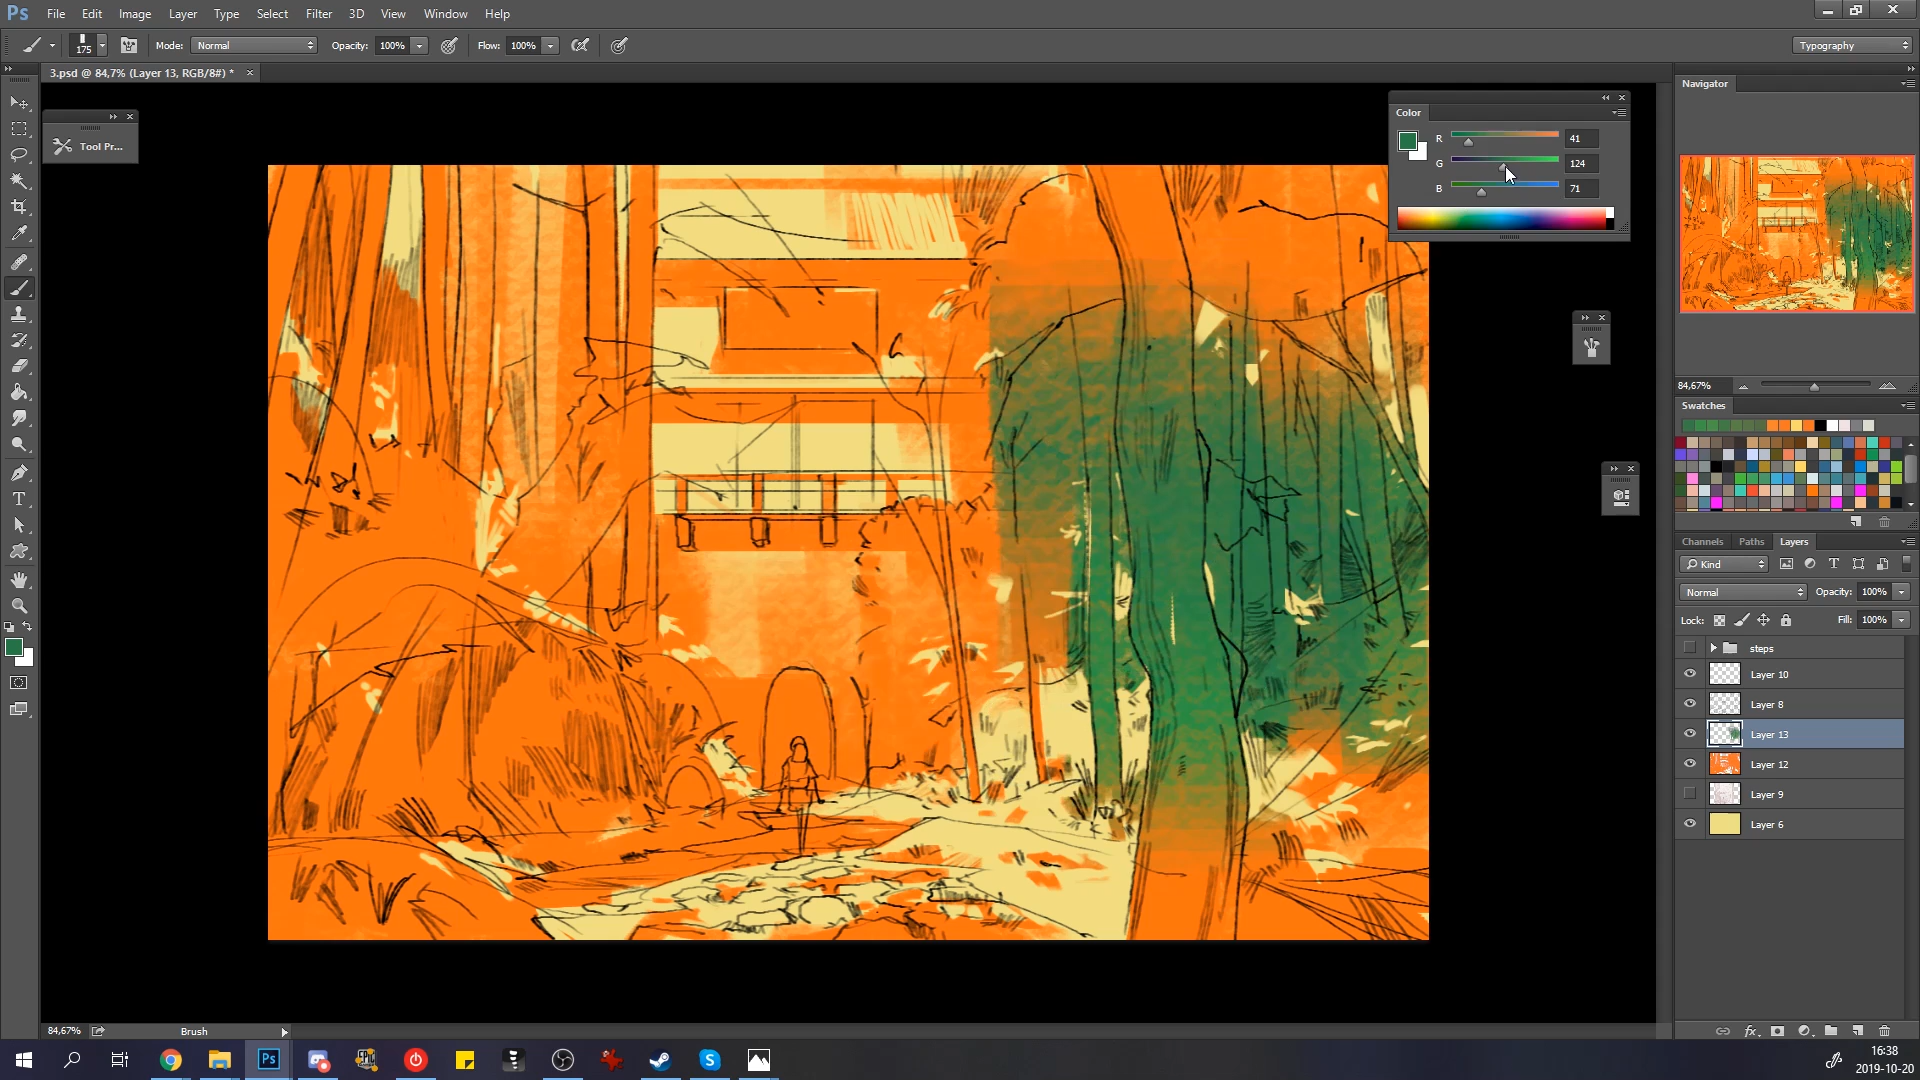 Ps File Edit Image Layer Type Select Filter 3D View Window Help
175 Mode: Normal Opacity: 100% Flow: 100% Typography
3.psd @ 84,7% (Layer 13, RGB/8#) *
Tool Pr...
Color
R 41
G 124
B 71
Navigator
84,67%
Swatches
Channels Paths Layers
Kind
Normal Opacity: 100%
Lock: Fill: 100%
steps
Layer 10
Layer 8
Layer 13
Layer 12
Layer 9
Layer 6
84,67% Brush
fx
Ps EPIC
16:38
2019-10-20